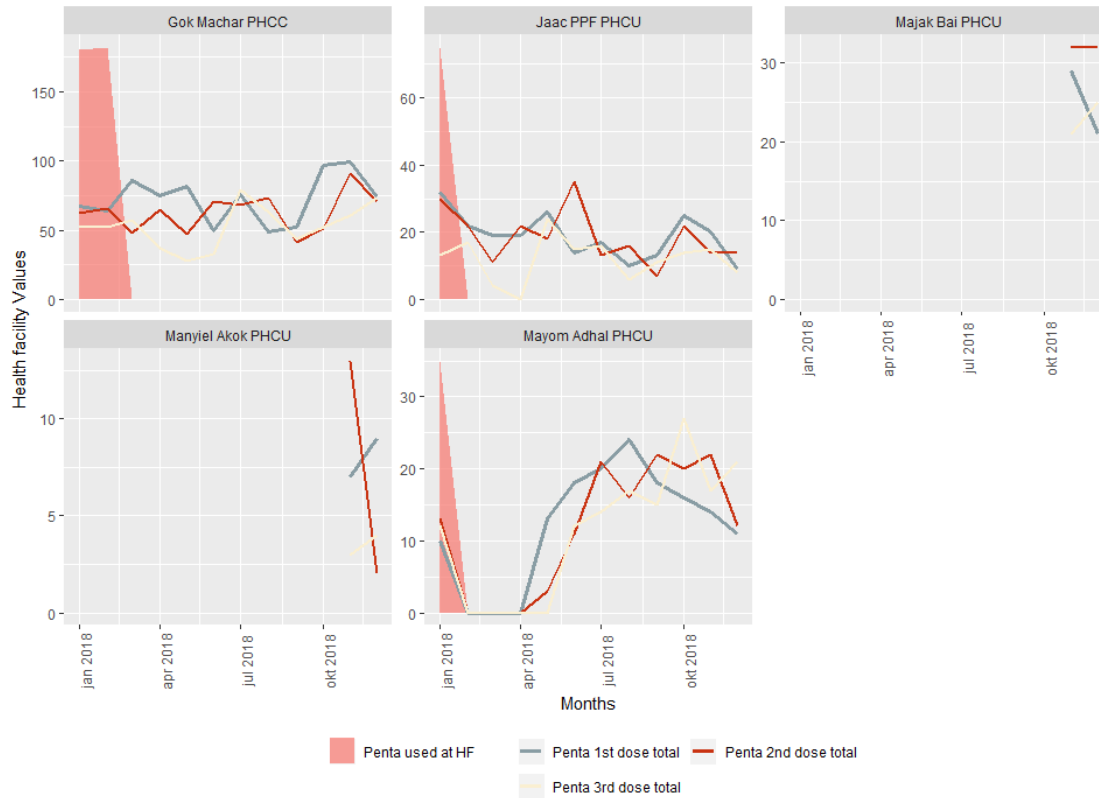 Gok Machar PHCC
Jaac PPF PHCU
Majak Bai PHCU
150
100
50
0
60
40
20
0
30
20
10
0
jan 2018
apr 2018
jul 2018
okt 2018
Manyiel Akok PHCU
Mayom Adhal PHCU
Health facility Values
10
5
0
30
20
10
0
jan 2018
apr 2018
jul 2018
okt 2018
jan 2018
apr 2018
jul 2018
okt 2018
Months
Penta used at HF
Penta 1st dose total
Penta 2nd dose total
Penta 3rd dose total